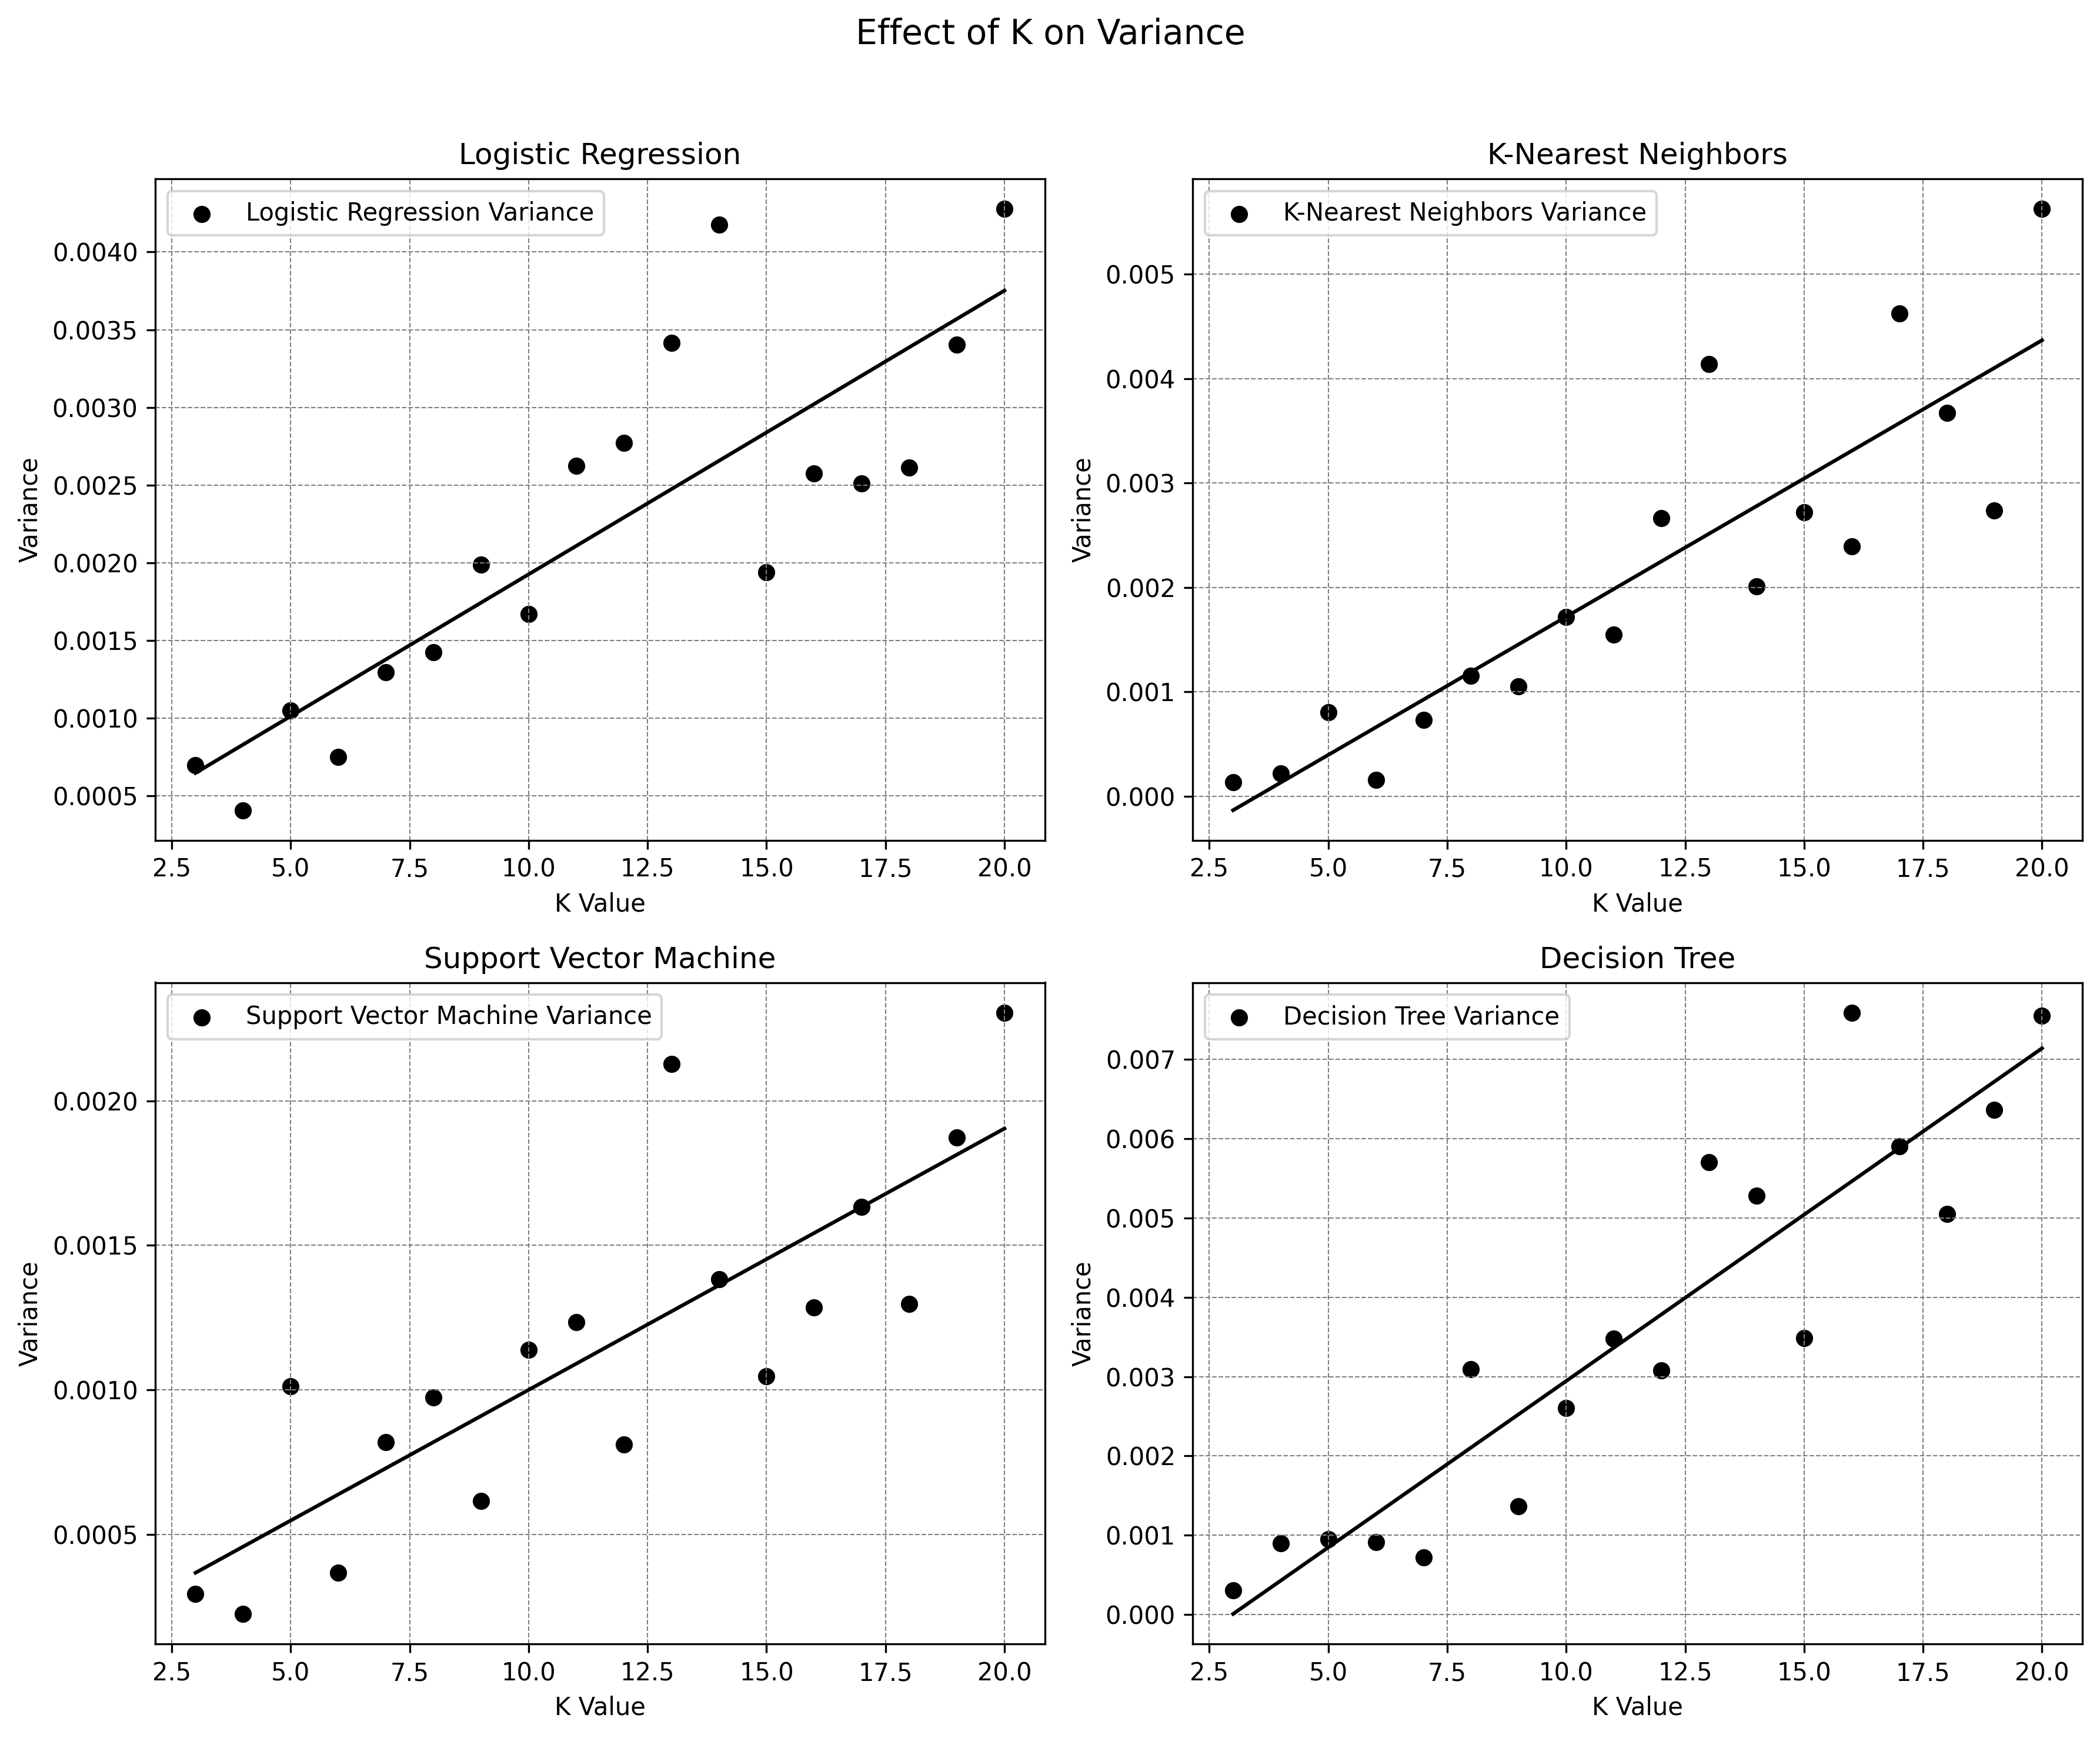 Effect of K on Variance
Logistic Regression
Logistic Regression Variance
0.0040
0.0035
0.0030
0.0025
0.0020
0.0015
0.0010
0.0005
Variance
2.5 5.0 7.5 10.0 12.5 15.0 17.5 20.0
K Value
K-Nearest Neighbors
K-Nearest Neighbors Variance
0.005
0.004
0.003
0.002
0.001
0.000
Variance
2.5 5.0 7.5 10.0 12.5 15.0 17.5 20.0
K Value
Support Vector Machine
Support Vector Machine Variance
0.0020
0.0015
0.0010
0.0005
Variance
2.5 5.0 7.5 10.0 12.5 15.0 17.5 20.0
K Value
Decision Tree
Decision Tree Variance
0.007
0.006
0.005
0.004
0.003
0.002
0.001
0.000
Variance
2.5 5.0 7.5 10.0 12.5 15.0 17.5 20.0
K Value